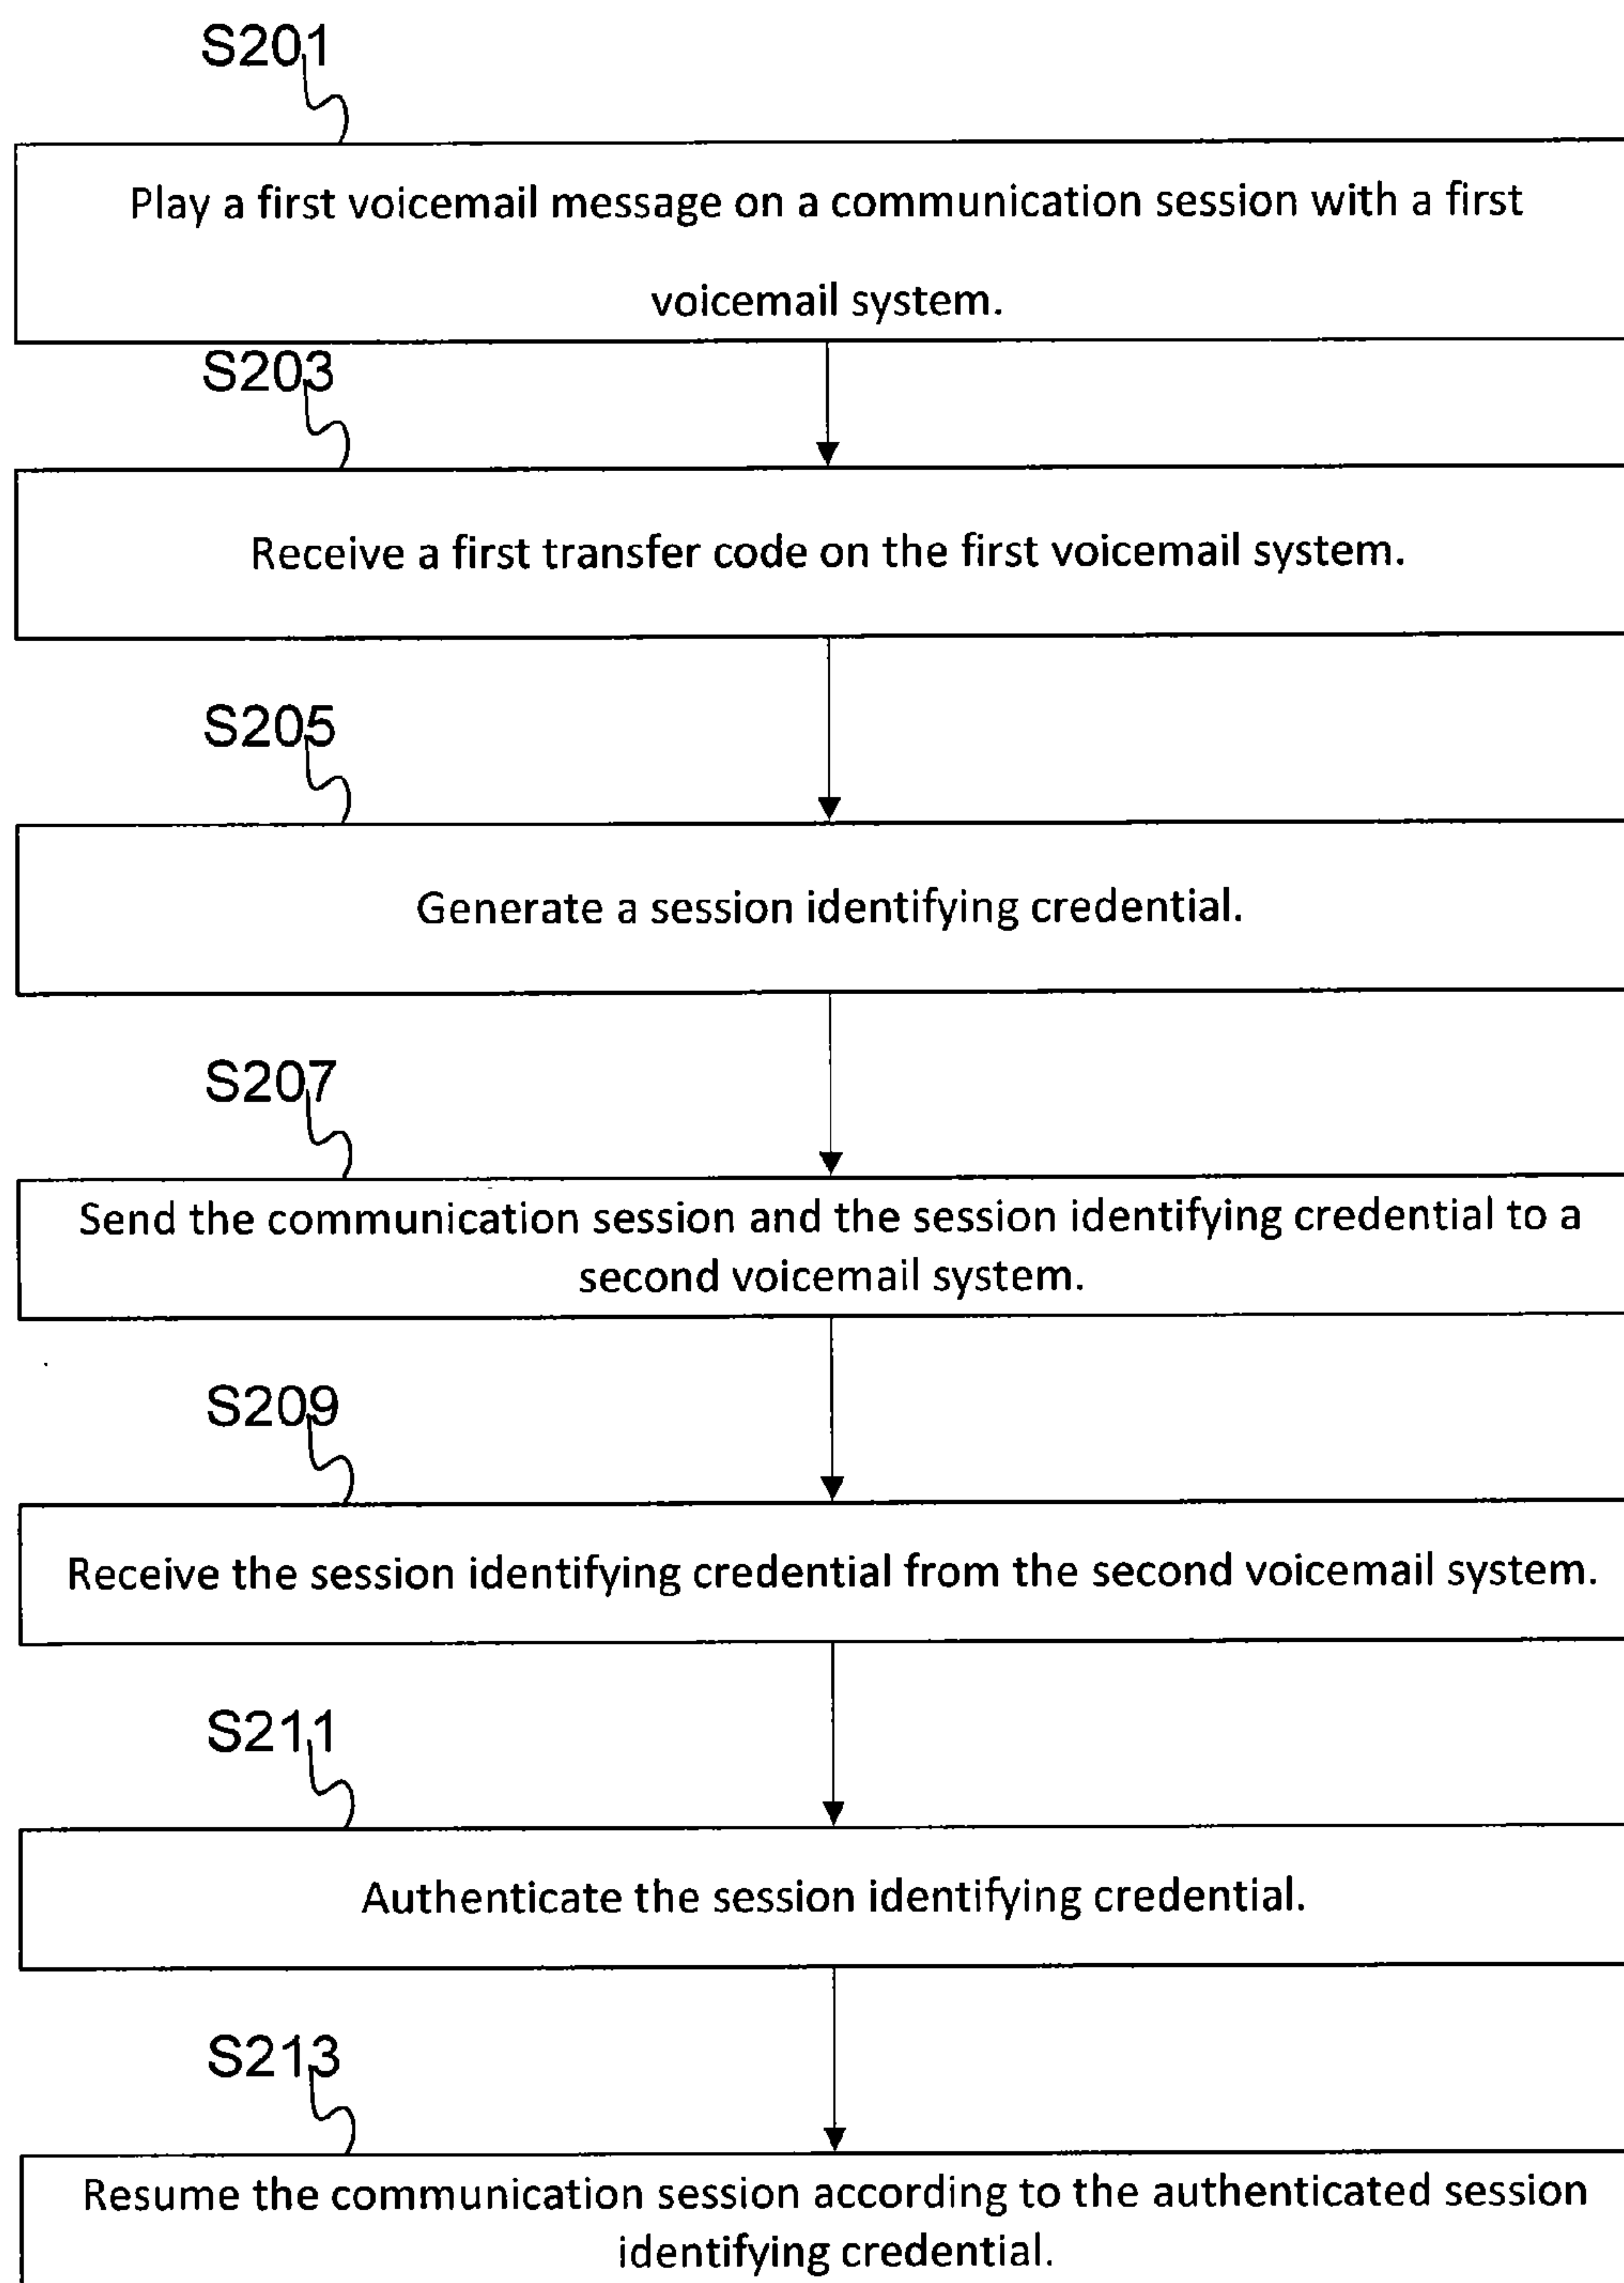 S201
Play a first voicemail message on a communication session with a first
voicemail system.
S203
Receive a first transfer code on the first voicemail system.
S205
Generate a session identifying credential.
S207
Send the communication session and the session identifying credential to a
second voicemail system.
S209
Receive the session identifying credential from the second voicemail system.
S211
Authenticate the session identifying credential.
S213
Resume the communication session according to the authenticated session
identifying credential.